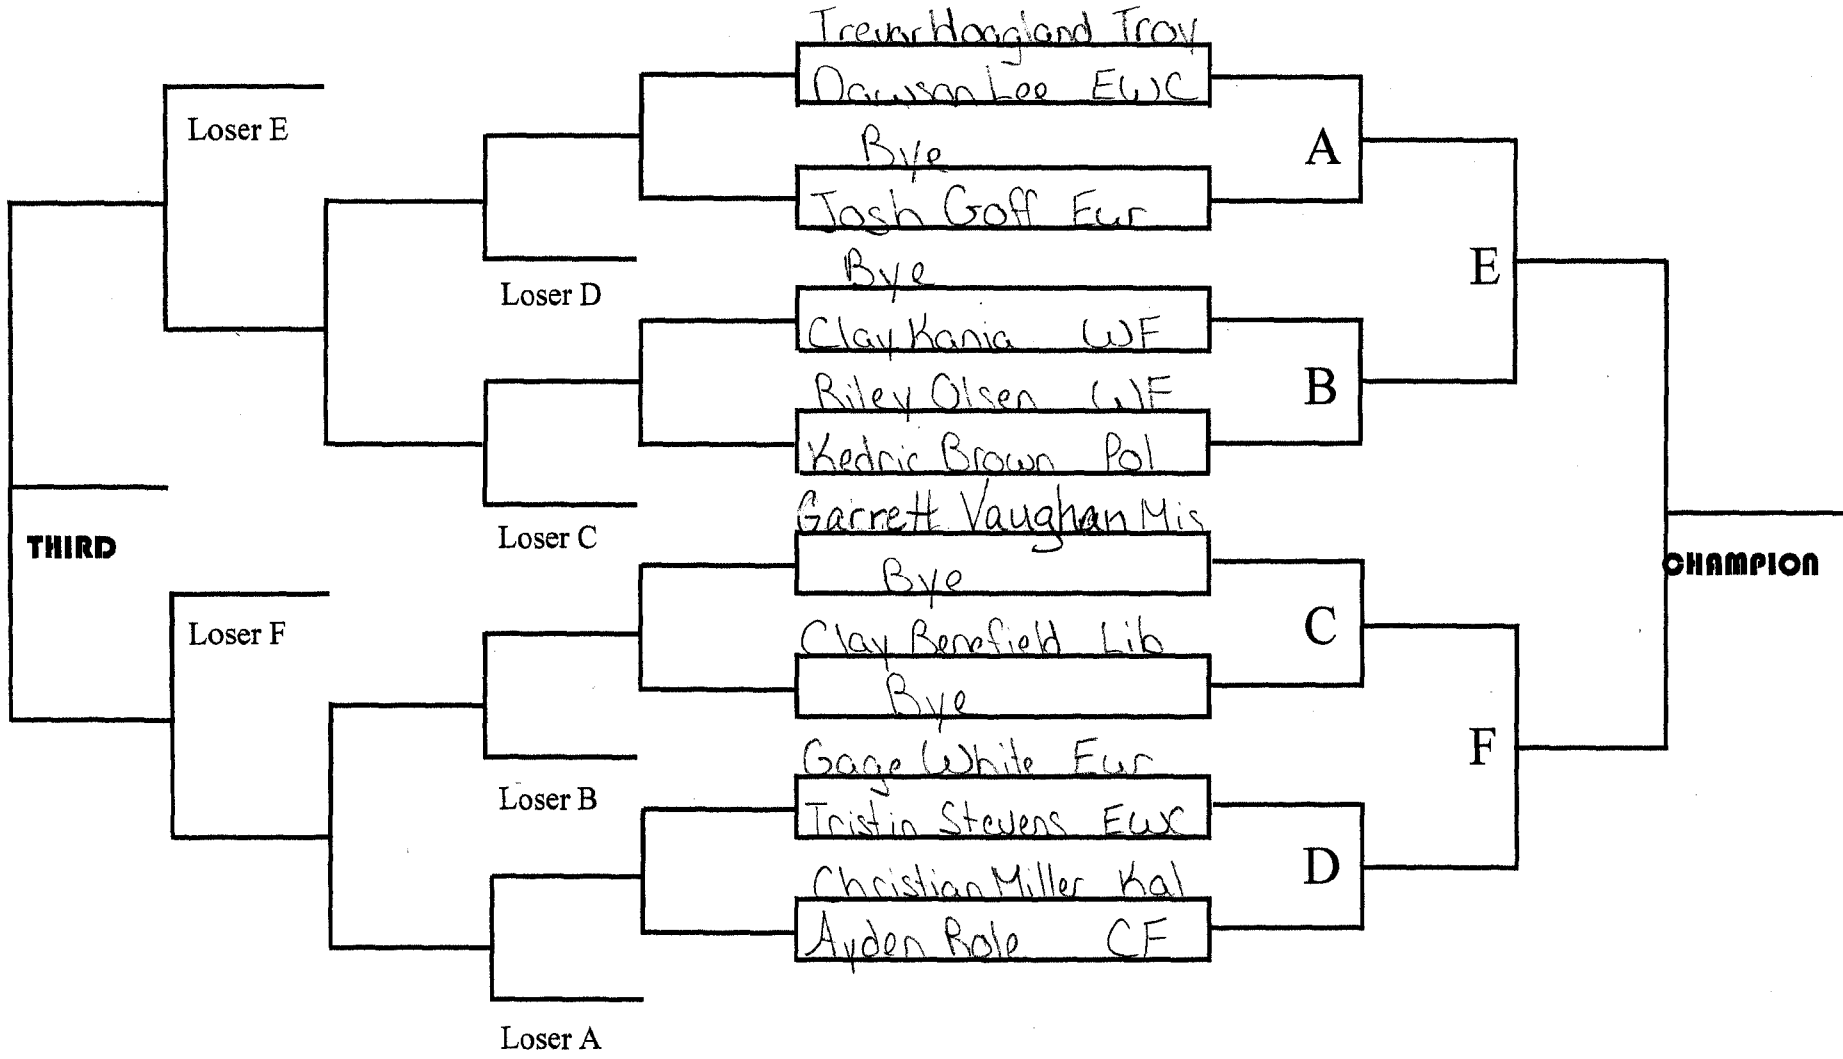 Trevor Hoagland Troy
Dawson Lee EWC
Bye
Josh Goff Eur
Bye
Clay Kania WF
Riley Olsen WF
Kedric Brown Pol
Garrett Vaughan Mis
Bye
Clay Benefield Lib
Bye
Gage White Eur
Tristin Stevens EWC
Christian Miller Kal
Ayden Role CF
A
B
C
D
E
F
CHAMPION
Loser E
Loser D
Loser C
THIRD
Loser F
Loser B
Loser A